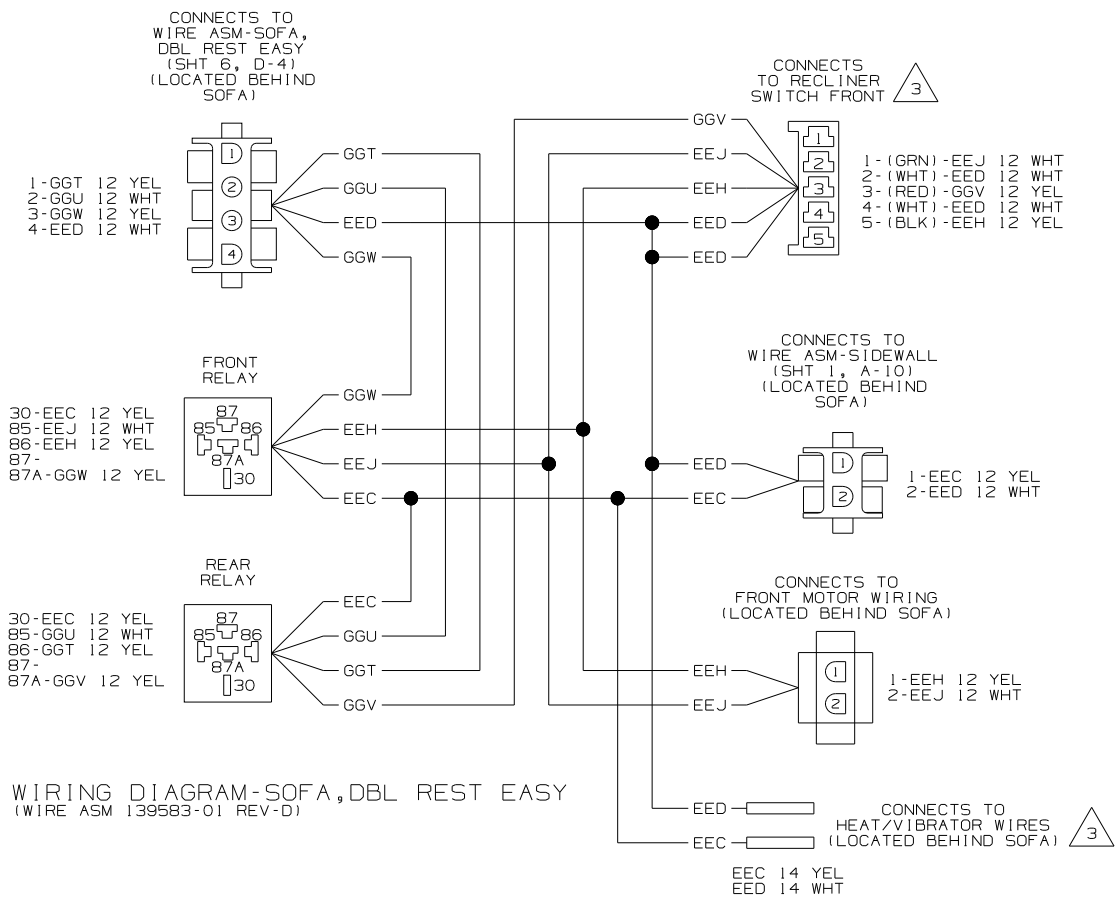 CONNECTS TO
WIRE ASM-SOFA,
DBL REST EASY
(SHT 6, D-4)
(LOCATED BEHIND
SOFA)
1
2
3
4
1-GGT 12 YEL
2-GGU 12 WHT
3-GGW 12 YEL
4-EED 12 WHT
GGT
GGU
EED
GGW
CONNECTS
TO RECLINER
SWITCH FRONT
3
GGV
EEJ
EEH
EED
EED
1
2
3
4
5
1-(GRN)-EEJ 12 WHT
2-(WHT)-EED 12 WHT
3-(RED)-GGV 12 YEL
4-(WHT)-EED 12 WHT
5-(BLK)-EEH 12 YEL
FRONT
RELAY
30-EEC 12 YEL
85-EEJ 12 WHT
86-EEH 12 YEL
87-
87A-GGW 12 YEL
87
85 86
87A
30
GGW
EEH
EEJ
EEC
CONNECTS TO
WIRE ASM-SIDEWALL
(SHT 1, A-10)
(LOCATED BEHIND
SOFA)
EED
EEC
1
2
1-EEC 12 YEL
2-EED 12 WHT
REAR
RELAY
30-EEC 12 YEL
85-GGU 12 WHT
86-GGT 12 YEL
87-
87A-GGV 12 YEL
87
85 86
87A
30
EEC
GGU
GGT
GGV
CONNECTS TO
FRONT MOTOR WIRING
(LOCATED BEHIND SOFA)
EEH
EEJ
1
2
1-EEH 12 YEL
2-EEJ 12 WHT
WIRING DIAGRAM-SOFA,DBL REST EASY
(WIRE ASM 139583-01 REV-D)
EED
EEC
CONNECTS TO
HEAT/VIBRATOR WIRES
(LOCATED BEHIND SOFA)
3
EEC 14 YEL
EED 14 WHT